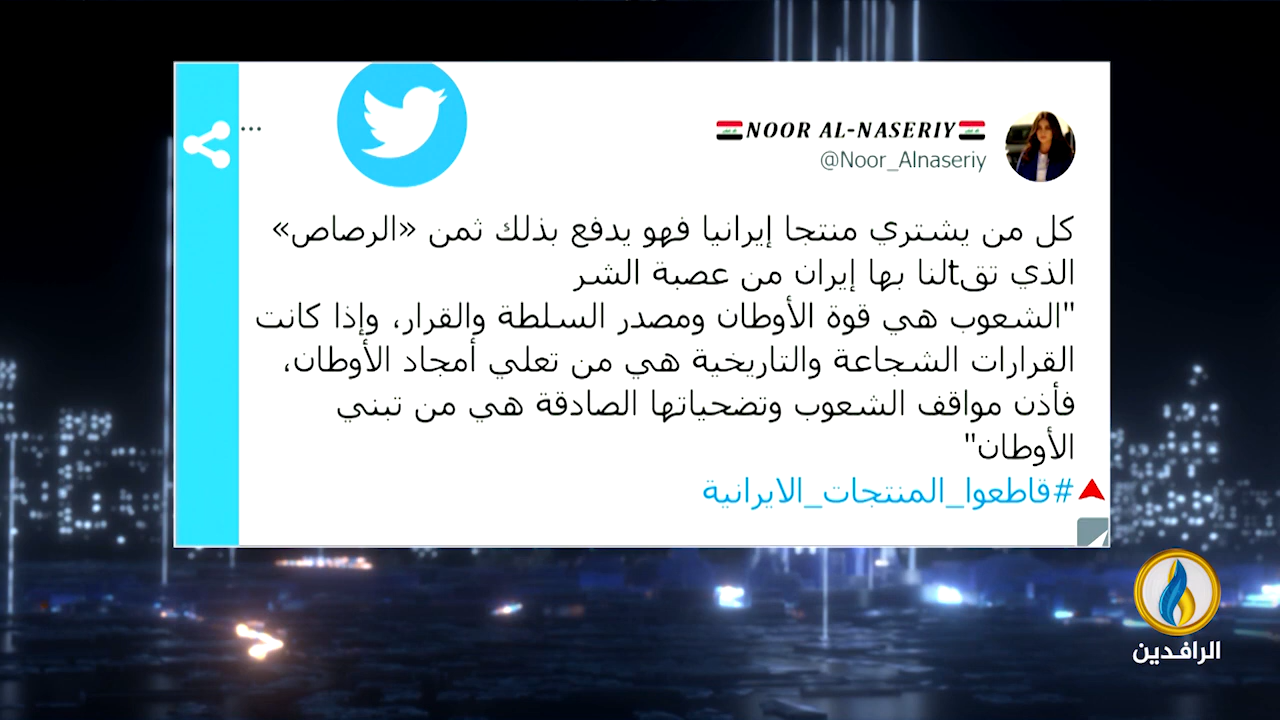 NOOR AL-NASERIY
@Noor_Alnaseriy
كل من يشتري منتجا إيرانيا فهو يدفع بذلك ثمن «الرصاص»
الذي تقtلنا بها إيران من عصبة الشر
"الشعوب هي قوة الأوطان ومصدر السلطة والقرار، وإذا كانت
القرارات الشجاعة والتاريخية هي من تعلي أمجاد الأوطان،
فأذن مواقف الشعوب وتضحياتها الصادقة هي من تبني
الأوطان"
#قاطعوا_المنتجات_الايرانية
الرافدين